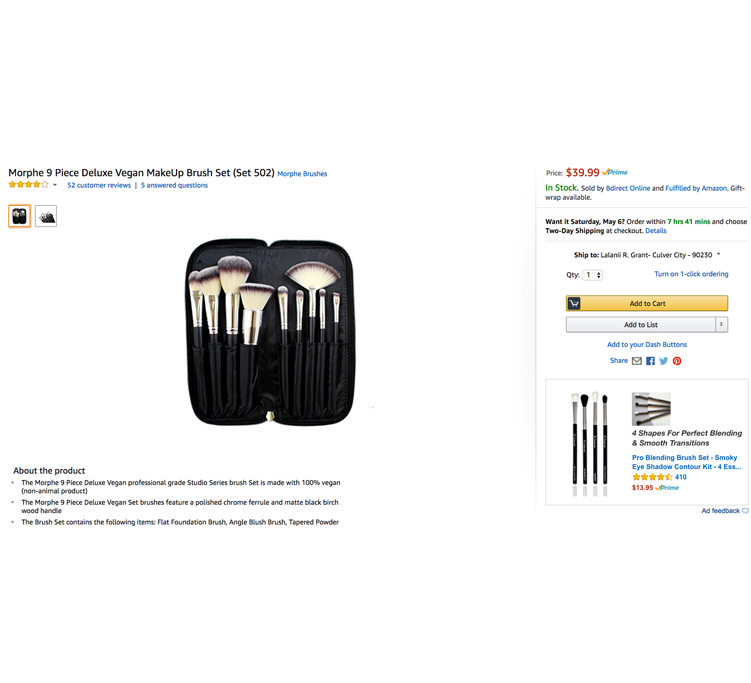 Morphe 9 Piece Deluxe Vegan MakeUp Brush Set (Set 502) Morphe Brushes
52 customer reviews | 5 answered questions
About the product
The Morphe 9 Piece Deluxe Vegan professional grade Studio Series brush Set is made with 100% vegan
(non-animal product)
The Morphe 9 Piece Deluxe Vegan Set brushes feature a polished chrome ferrule and matte black birch
wood handle
The Brush Set contains the following items: Flat Foundation Brush, Angle Blush Brush, Tapered Powder
Price: $39.99 Prime
In Stock. Sold by Bdirect Online and Fulfilled by Amazon. Gift-
wrap available.
Want it Saturday, May 6? Order within 7 hrs 41 mins and choose
Two-Day Shipping at checkout. Details
Ship to: Lalanii R. Grant- Culver City - 90230
Qty: 1 Turn on 1-click ordering
Add to Cart
Add to List
Add to your Dash Buttons
Share
4 Shapes For Perfect Blending
& Smooth Transitions
Pro Blending Brush Set - Smoky
Eye Shadow Contour Kit - 4 Ess...
410
$13.95 Prime
Ad feedback